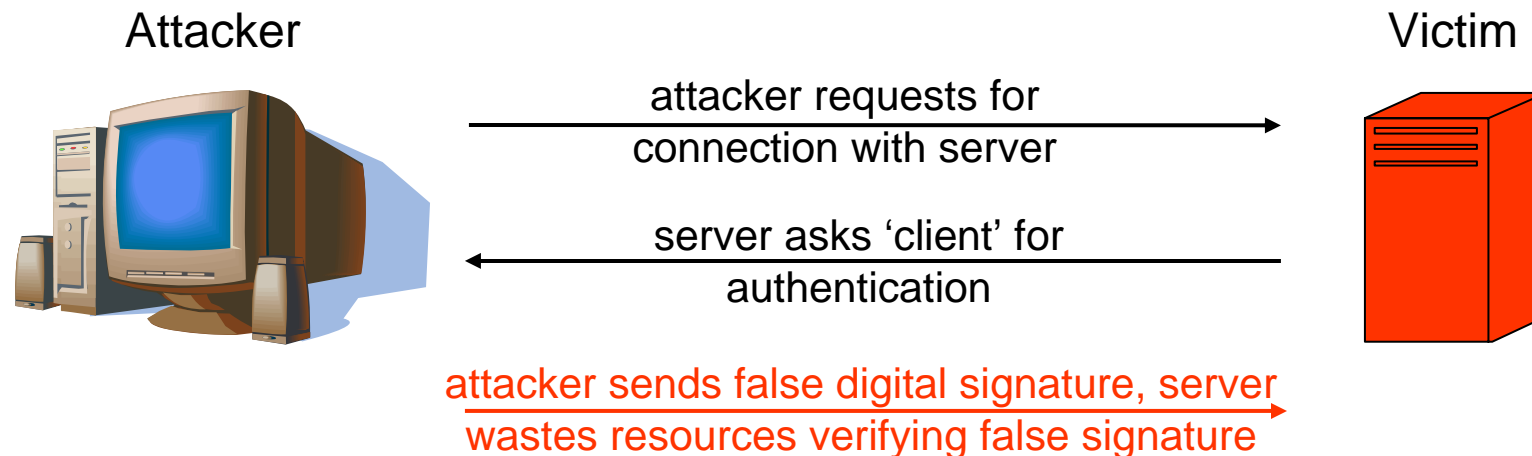 Attacker
Victim
attacker requests for
connection with server
server asks ‘client’ for
authentication
attacker sends false digital signature, server
wastes resources verifying false signature